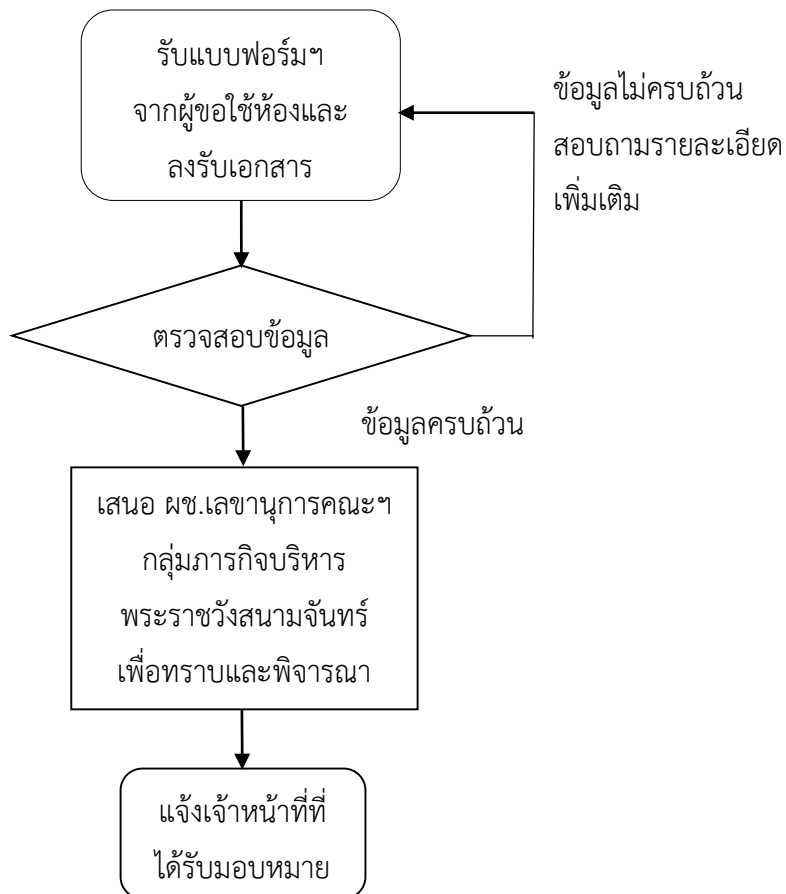 รับแบบฟอร์มฯ
จากผู้ขอใช้ห้องและ
ลงรับเอกสาร
ข้อมูลไม่ครบถ้วน
สอบถามรายละเอียด
เพิ่มเติม
ตรวจสอบข้อมูล
ข้อมูลครบถ้วน
เสนอ ผช.เลขานุการคณะฯ
กลุ่มภารกิจบริหาร
พระราชวังสนามจันทร์
เพื่อทราบและพิจารณา
แจ้งเจ้าหน้าที่ที่
ได้รับมอบหมาย